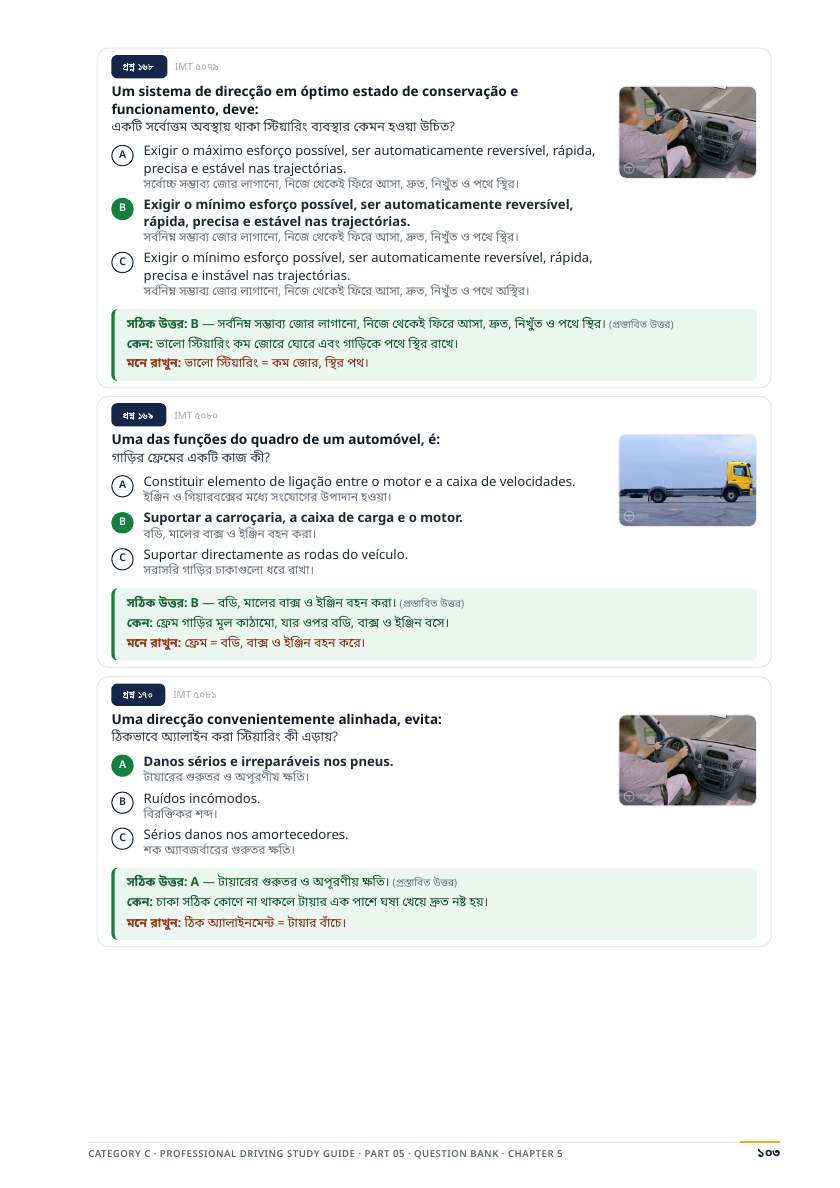 প্রশ্ন ১৬৮ IMT ৫০৭৯
Um sistema de direcção em óptimo estado de conservação e
funcionamento, deve:
একটি সর্বোত্তম অবস্থায় থাকা স্টিয়ারিং ব্যবস্থার কেমন হওয়া উচিত?
A Exigir o máximo esforço possível, ser automaticamente reversível, rápida,
precisa e estável nas trajectórias.
সর্বোচ্চ সম্ভাব্য জোর লাগানো, নিজে থেকেই ফিরে আসা, দ্রুত, নিখুঁত ও পথে স্থির।
B Exigir o mínimo esforço possível, ser automaticamente reversível,
rápida, precisa e estável nas trajectórias.
সর্বনিম্ন সম্ভাব্য জোর লাগানো, নিজে থেকেই ফিরে আসা, দ্রুত, নিখুঁত ও পথে স্থির।
C Exigir o mínimo esforço possível, ser automaticamente reversível, rápida,
precisa e instável nas trajectórias.
সর্বনিম্ন সম্ভাব্য জোর লাগানো, নিজে থেকেই ফিরে আসা, দ্রুত, নিখুঁত ও পথে অস্থির।
সঠিক উত্তর: B — সর্বনিম্ন সম্ভাব্য জোর লাগানো, নিজে থেকেই ফিরে আসা, দ্রুত, নিখুঁত ও পথে স্থির। (প্রস্তাবিত উত্তর)
কেন: ভালো স্টিয়ারিং কম জোরে ঘোরে এবং গাড়িকে পথে স্থির রাখে।
মনে রাখুন: ভালো স্টিয়ারিং = কম জোর, স্থির পথ।
প্রশ্ন ১৬৯ IMT ৫০৮০
Uma das funções do quadro de um automóvel, é:
গাড়ির ফ্রেমের একটি কাজ কী?
A Constituir elemento de ligação entre o motor e a caixa de velocidades.
ইঞ্জিন ও গিয়ারবক্সের মধ্যে সংযোগের উপাদান হওয়া।
B Suportar a carroçaria, a caixa de carga e o motor.
বডি, মালের বাক্স ও ইঞ্জিন বহন করা।
C Suportar directamente as rodas do veículo.
সরাসরি গাড়ির চাকাগুলো ধরে রাখা।
সঠিক উত্তর: B — বডি, মালের বাক্স ও ইঞ্জিন বহন করা। (প্রস্তাবিত উত্তর)
কেন: ফ্রেম গাড়ির মূল কাঠামো, যার ওপর বডি, বাক্স ও ইঞ্জিন বসে।
মনে রাখুন: ফ্রেম = বডি, বাক্স ও ইঞ্জিন বহন করে।
প্রশ্ন ১৭০ IMT ৫০৮১
Uma direcção convenientemente alinhada, evita:
ঠিকভাবে অ্যালাইন করা স্টিয়ারিং কী এড়ায়?
A Danos sérios e irreparáveis nos pneus.
টায়ারের গুরুতর ও অপূরণীয় ক্ষতি।
B Ruídos incómodos.
বিরক্তিকর শব্দ।
C Sérios danos nos amortecedores.
শক অ্যাবজর্বারের গুরুতর ক্ষতি।
সঠিক উত্তর: A — টায়ারের গুরুতর ও অপূরণীয় ক্ষতি। (প্রস্তাবিত উত্তর)
কেন: চাকা সঠিক কোণে না থাকলে টায়ার এক পাশে ঘষা খেয়ে দ্রুত নষ্ট হয়।
মনে রাখুন: ঠিক অ্যালাইনমেন্ট = টায়ার বাঁচে।
CATEGORY C · PROFESSIONAL DRIVING STUDY GUIDE · PART 05 · QUESTION BANK · CHAPTER 5 ১০৩